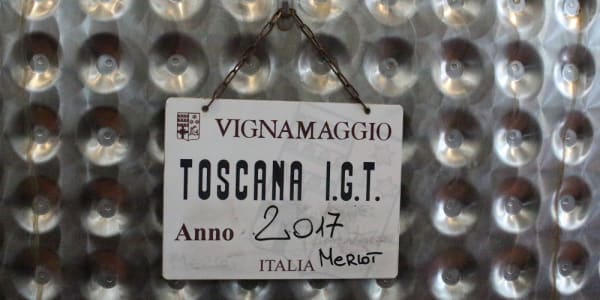 VIGNAMAGGIO
TOSCANA I.G.T.
Anno 2017
ITALIA MERLOT